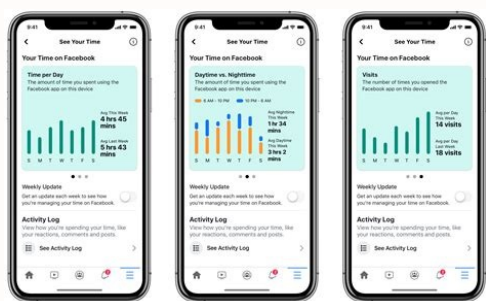 9:41
See Your Time
Your Time on Facebook
Time per Day
The amount of time you spent using the
Facebook app on this device
Avg This Week
4 hrs 45
mins
Avg Last Week
5 hrs 43
mins
S M T W T F S
Weekly Update
Get an update each week to see how
you're managing your time on Facebook.
Activity Log
View how you're spending your time, like
your reactions, comments and posts.
See Activity Log
9:41
See Your Time
Your Time on Facebook
Daytime vs. Nighttime
The amount of time you spent using the
Facebook app on this device
6 AM - 10 PM 10 PM - 6 AM
Avg Nighttime
This Week
1 hr 34
mins
Avg Daytime
This Week
3 hrs 2
mins
S M T W T F S
Weekly Update
Get an update each week to see how
you're managing your time on Facebook.
Activity Log
View how you're spending your time, like
your reactions, comments and posts.
See Activity Log
9:41
See Your Time
Your Time on Facebook
Visits
The number of times you opened the
Facebook app on this device
Avg per Day
This Week
14 visits
Avg per Day
Last Week
18 visits
S M T W T F S
Weekly Update
Get an update each week to see how
you're managing your time on Facebook.
Activity Log
View how you're spending your time, like
your reactions, comments and posts.
See Activity Log